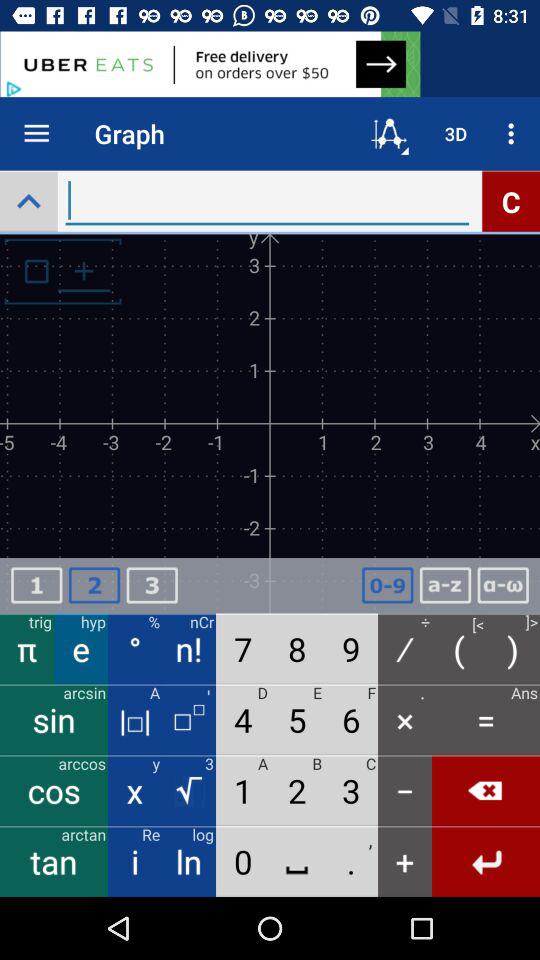 8:31
UBER EATS
Free delivery
on orders over $50
Graph
3D
C
y
3
2
1
-5 -4 -3 -2 -1 1 2 3 4 x
-1
-2
-3
1 2 3 0-9 a-z α-ω
trig hyp % nCr ÷ [< ]>
π e ° n! 7 8 9 / ( )
arcsin A ' D E F . Ans
sin |□| □□ 4 5 6 × =
arccos y 3 A B C
cos x √ 1 2 3 −
arctan Re log ,
tan i ln 0 . +